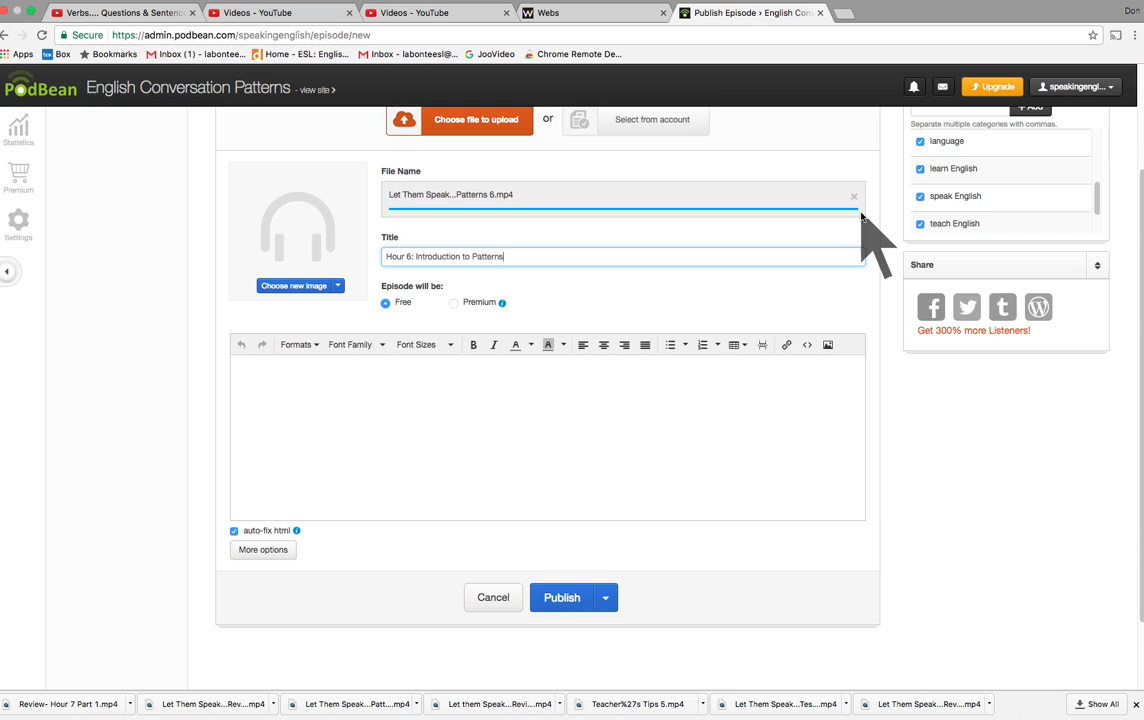 Verbs.... Questions & Sentenc
Videos - YouTube
Videos - YouTube
Webs
Publish Episode › English Con
Don
Secure
https://admin.podbean.com/speakingenglish/episode/new
Apps
Box
Bookmarks
Inbox (1) - labontee...
Home - ESL: Englis...
Inbox - labonteesl@g...
JooVideo
Chrome Remote De...
PodBean
English Conversation Patterns - view site >
Upgrade
speakingengl...
Statistics
Premium
Settings
Choose file to upload
or
Select from account
+ Add
Separate multiple categories with commas.
language
learn English
speak English
teach English
File Name
Let Them Speak...Patterns 6.mp4
Title
Hour 6: Introduction to Patterns
Choose new image
Episode will be:
Free
Premium
Share
Get 300% more Listeners!
Formats
Font Family
Font Sizes
B
I
A
A
auto-fix html
More options
Cancel
Publish
Review- Hour 7 Part 1.mp4
Let Them Speak...Rev....mp4
Let Them Speak...Patt....mp4
Let them Speak...Revi....mp4
Teacher%27s Tips 5.mp4
Let Them Speak...Tes....mp4
Let Them Speak...Rev....mp4
Show All